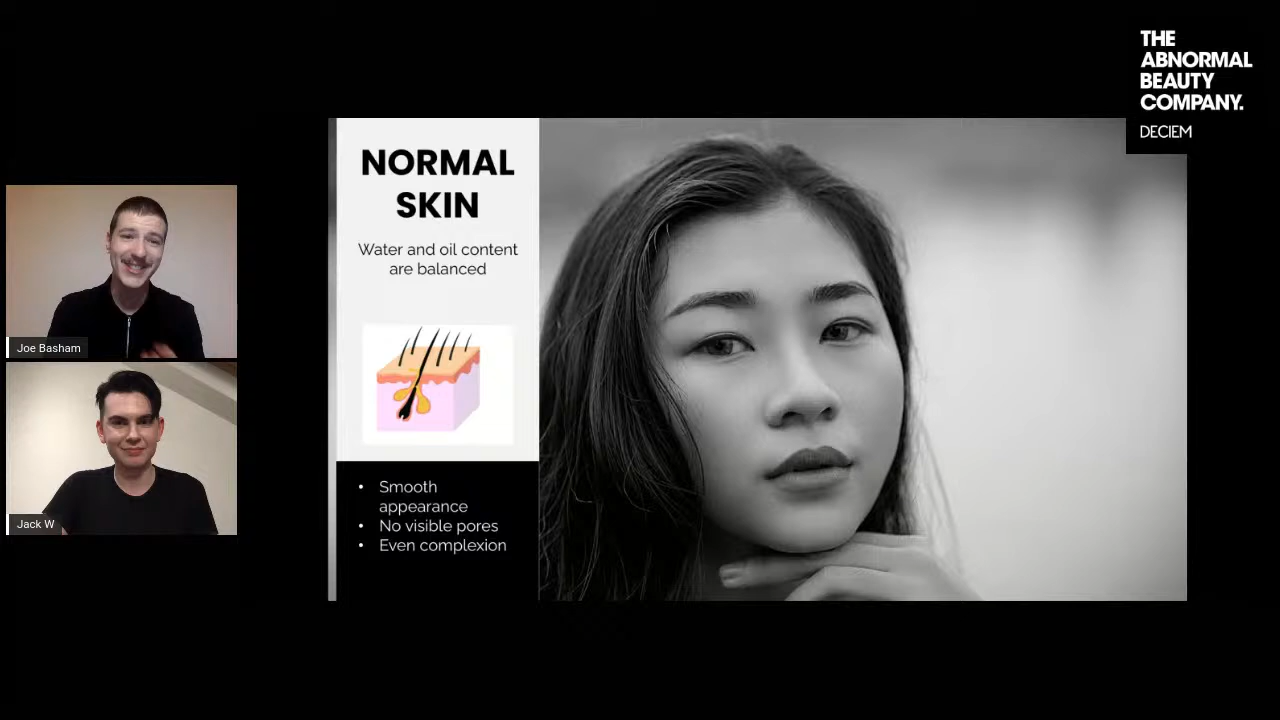 THE
ABNORMAL
BEAUTY
COMPANY.
DECIEM
NORMAL
SKIN
Water and oil content
are balanced
• Smooth
appearance
• No visible pores
• Even complexion
Joe Basham
Jack W